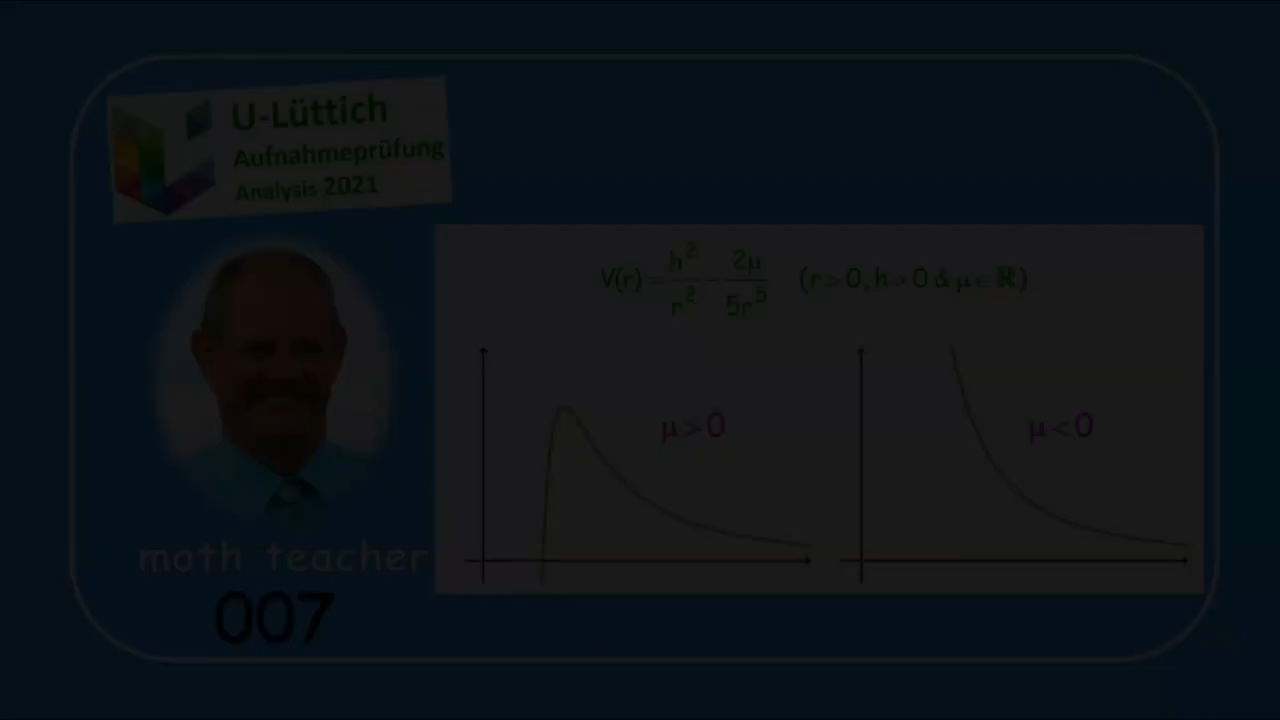 U-Lüttich
Aufnahmeprüfung
Analysis 2021
V(r) = h²/r² - 2μ/5r⁵ (r > 0, h > 0 & μ ∈ ℝ)
μ > 0
μ < 0
math teacher
007